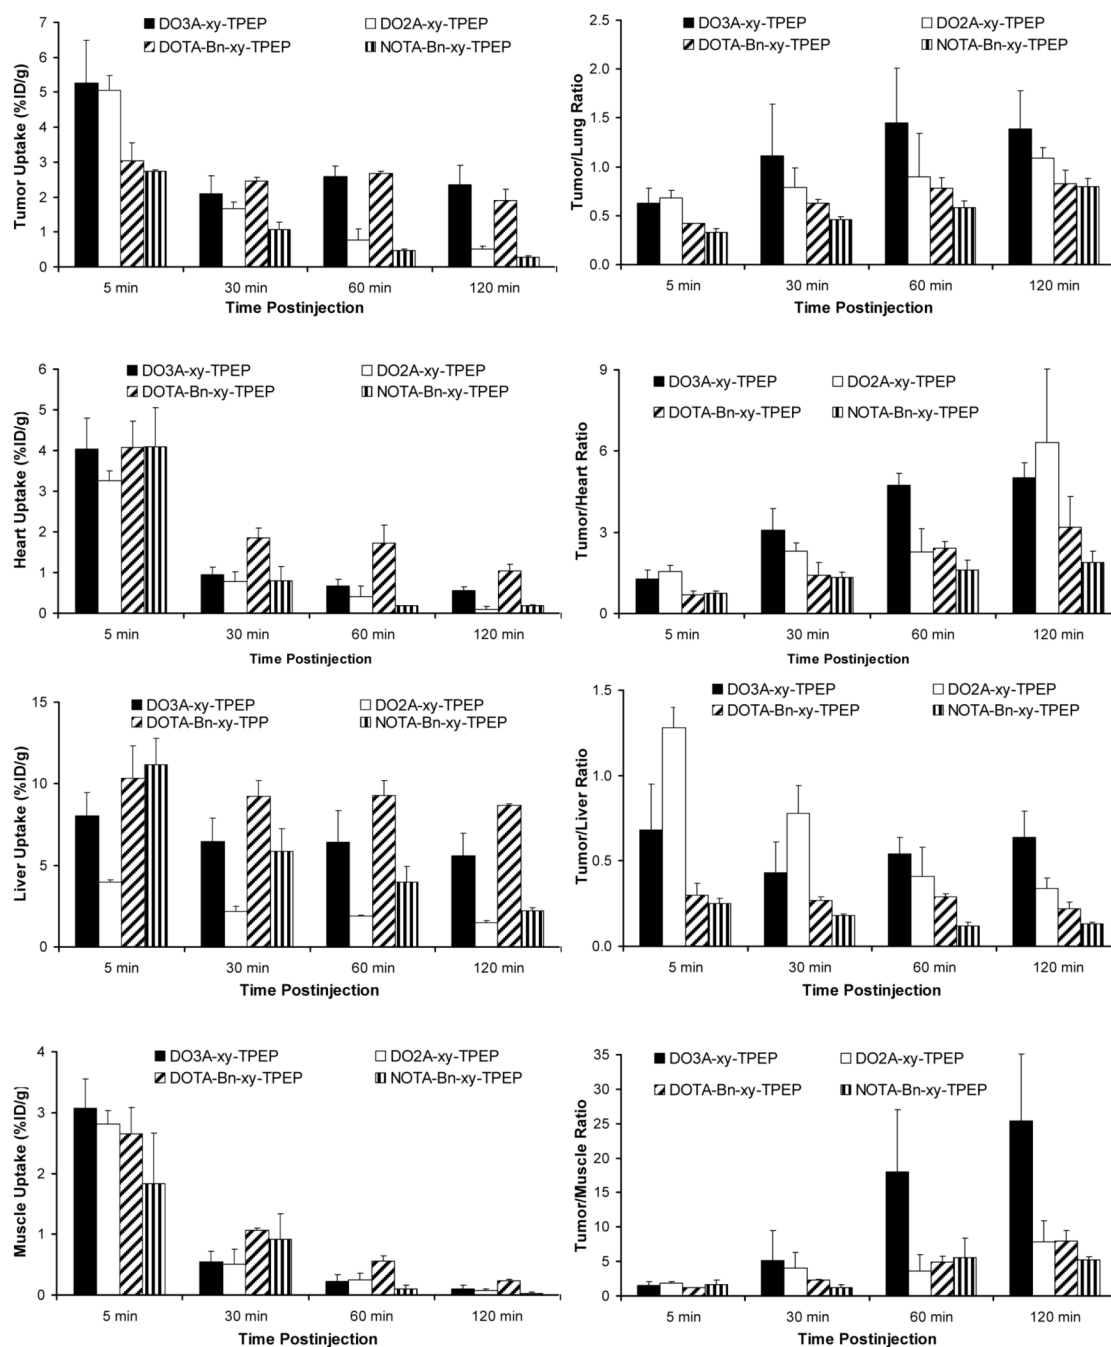 DO3A-xy-TPEP DO2A-xy-TPEP
DOTA-Bn-xy-TPEP NOTA-Bn-xy-TPEP
Tumor Uptake (%ID/g)
7
6
5
4
3
2
1
0
5 min 30 min 60 min 120 min
Time Postinjection
DO3A-xy-TPEP DO2A-xy-TPEP
DOTA-Bn-xy-TPEP NOTA-Bn-xy-TPEP
Tumor/Lung Ratio
2.5
2.0
1.5
1.0
0.5
0.0
5 min 30 min 60 min 120 min
Time Postinjection
DO3A-xy-TPEP DO2A-xy-TPEP
DOTA-Bn-xy-TPEP NOTA-Bn-xy-TPEP
Heart Uptake (%ID/g)
6
5
4
3
2
1
0
5 min 30 min 60 min 120 min
Time Postinjection
DO3A-xy-TPEP DO2A-xy-TPEP
DOTA-Bn-xy-TPEP NOTA-Bn-xy-TPEP
Tumor/Heart Ratio
9
6
3
0
5 min 30 min 60 min 120 min
Time Postinjection
DO3A-xy-TPEP DO2A-xy-TPEP
DOTA-Bn-xy-TPP NOTA-Bn-xy-TPEP
Liver Uptake (%ID/g)
15
10
5
0
5 min 30 min 60 min 120 min
Time Postinjection
DO3A-xy-TPEP DO2A-xy-TPEP
DOTA-Bn-xy-TPEP NOTA-Bn-xy-TPEP
Tumor/Liver Ratio
1.5
1.0
0.5
0.0
5 min 30 min 60 min 120 min
Time Postinjection
DO3A-xy-TPEP DO2A-xy-TPEP
DOTA-Bn-xy-TPEP NOTA-Bn-xy-TPEP
Muscle Uptake (%ID/g]
4
3
2
1
0
5 min 30 min 60 min 120 min
Time Postinjection
DO3A-xy-TPEP DO2A-xy-TPEP
DOTA-Bn-xy-TPEP NOTA-Bn-xy-TPEP
Tumor/Muscle Ratio
35
30
25
20
15
10
5
0
5 min 30 min 60 min 120 min
Time Postinjection